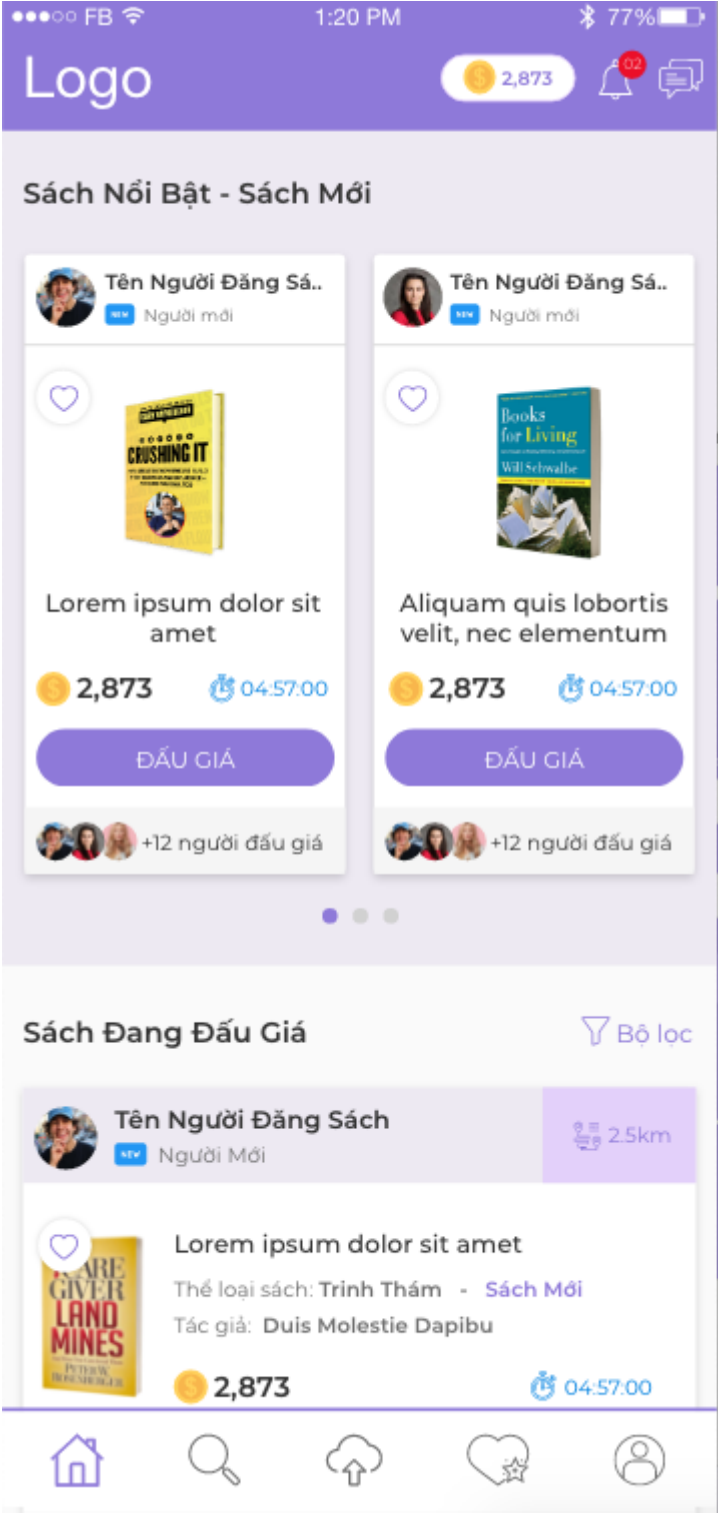 FB 1:20 PM 77%
Logo 2,873 02
Sách Nổi Bật - Sách Mới
Tên Người Đăng Sá..
NEW Người mới
CRUSHING IT
Lorem ipsum dolor sit
amet
2,873 04:57:00
ĐẤU GIÁ
+12 người đấu giá
Tên Người Đăng Sá..
NEW Người mới
Books
for Living
Will Schwalbe
Aliquam quis lobortis
velit, nec elementum
2,873 04:57:00
ĐẤU GIÁ
+12 người đấu giá
Sách Đang Đấu Giá Bộ lọc
Tên Người Đăng Sách
NEW Người Mới
2.5km
GIVER
LAND
MINES
PETER W.
ROSENBERGER
Lorem ipsum dolor sit amet
Thể loại sách: Trinh Thám - Sách Mới
Tác giả: Duis Molestie Dapibu
2,873 04:57:00